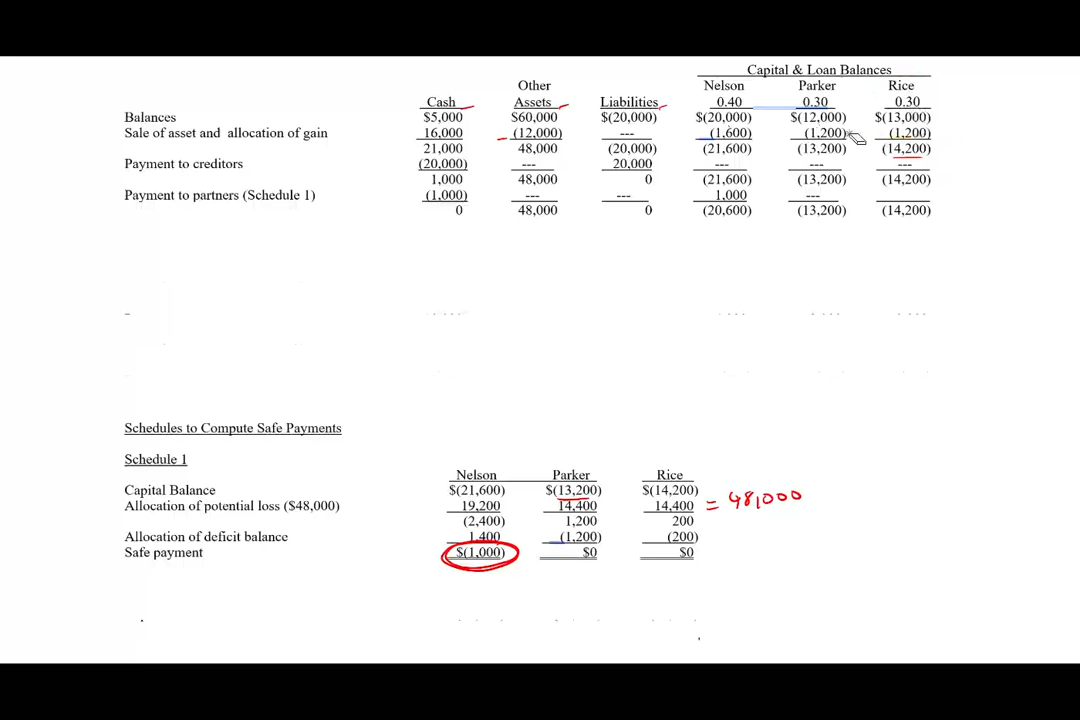 Capital & Loan Balances
Other Nelson Parker Rice
Cash Assets Liabilities 0.40 0.30 0.30
Balances $5,000 $60,000 $(20,000) $(20,000) $(12,000) $(13,000)
Sale of asset and allocation of gain 16,000 (12,000) --- (1,600) (1,200) (1,200)
21,000 48,000 (20,000) (21,600) (13,200) (14,200)
Payment to creditors (20,000) --- 20,000 --- --- ---
1,000 48,000 0 (21,600) (13,200) (14,200)
Payment to partners (Schedule 1) (1,000) --- --- 1,000 ---
0 48,000 0 (20,600) (13,200) (14,200)
Schedules to Compute Safe Payments
Schedule 1
Nelson Parker Rice
Capital Balance $(21,600) $(13,200) $(14,200)
Allocation of potential loss ($48,000) 19,200 14,400 14,400 = 48,000
(2,400) 1,200 200
Allocation of deficit balance 1,400 (1,200) (200)
Safe payment $(1,000) $0 $0